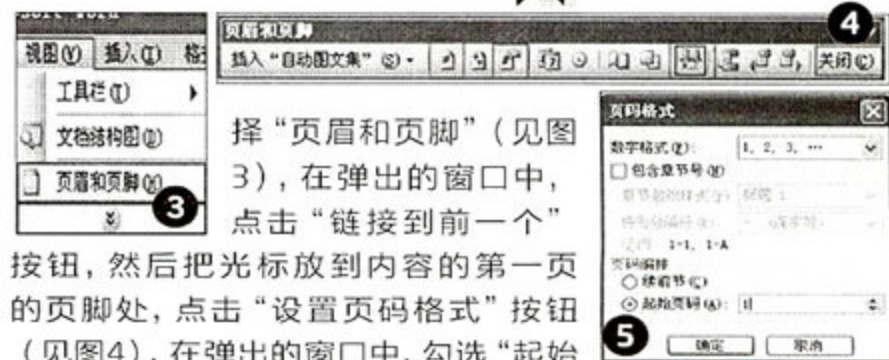 视图(V) 插入(I)
工具栏(T)
文档结构图(D)
页眉和页脚(H)
3
页眉和页脚
插入“自动图文集”(S) 关闭(C)
4
择“页眉和页脚”(见图
3),在弹出的窗口中,
点击“链接到前一个”
按钮,然后把光标放到内容的第一页
的页脚处,点击“设置页码格式”按钮
(见图4),在弹出的窗口中,勾选“起始
页码格式
数字格式(F): 1, 2, 3, …
包含章节号(N)
1-1, 1-A
页码编排
续前节(C)
起始页码(A): 1
确定 取消
5